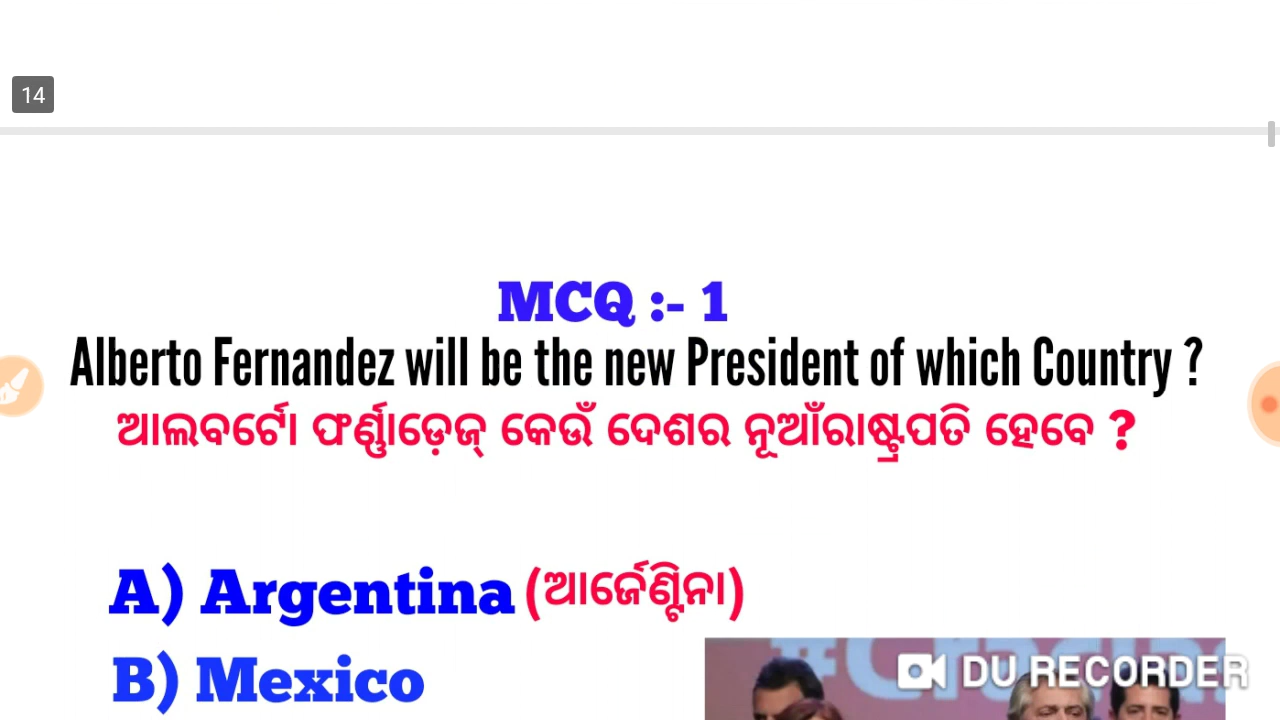 14
MCQ :- 1
Alberto Fernandez will be the new President of which Country ?
ଆଲବର୍ଟୋ ଫର୍ଣ୍ଣାଡ଼େଜ୍ କେଉଁ ଦେଶର ନୂଆଁରାଷ୍ଟ୍ରପତି ହେବେ ?
A) Argentina (ଆର୍ଜେଣ୍ଟିନା)
B) Mexico
DU RECORDER